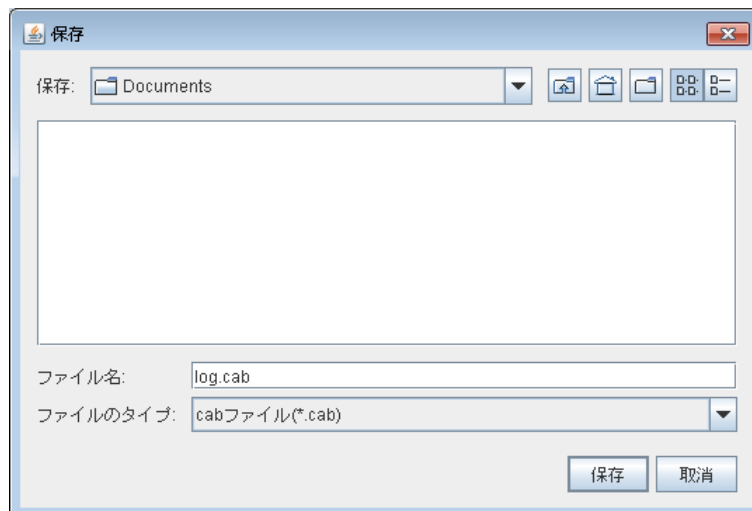 保存
保存: Documents
ファイル名: log.cab
ファイルのタイプ: cabファイル(*.cab)
保存 取消